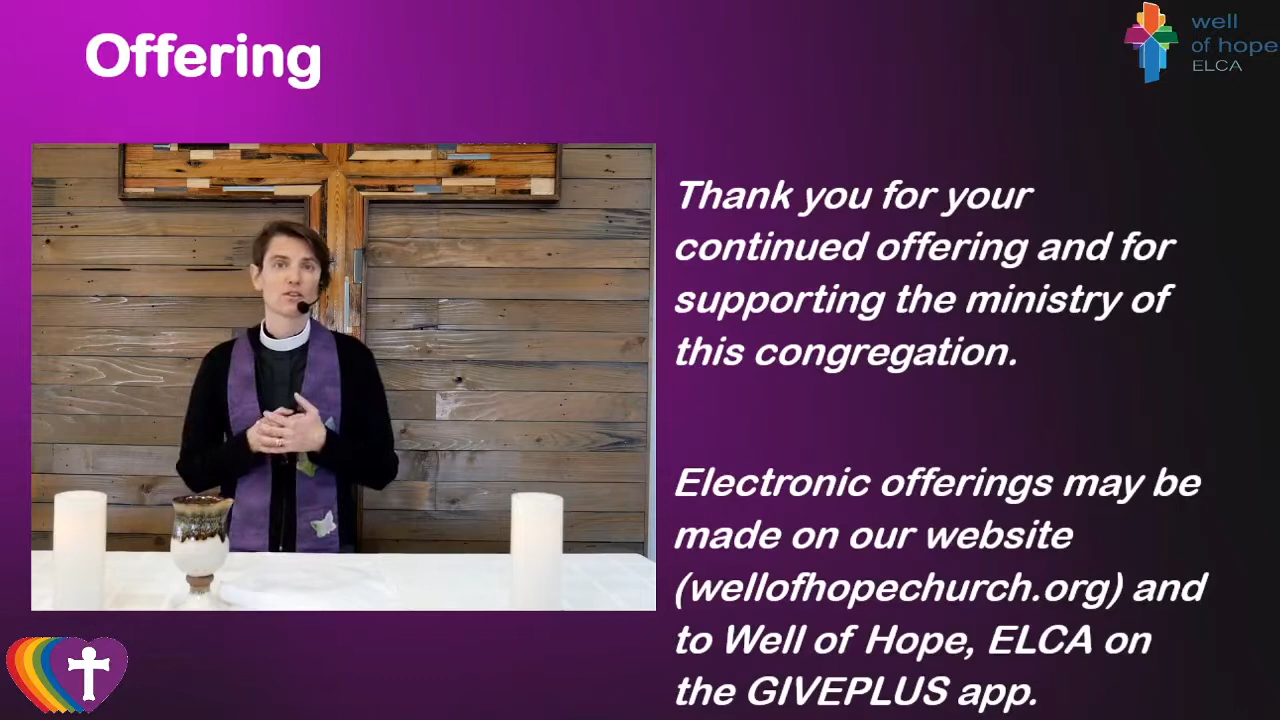 Offering
well
of hope
ELCA
Thank you for your
continued offering and for
supporting the ministry of
this congregation.
Electronic offerings may be
made on our website
(wellofhopechurch.org) and
to Well of Hope, ELCA on
the GIVEPLUS app.